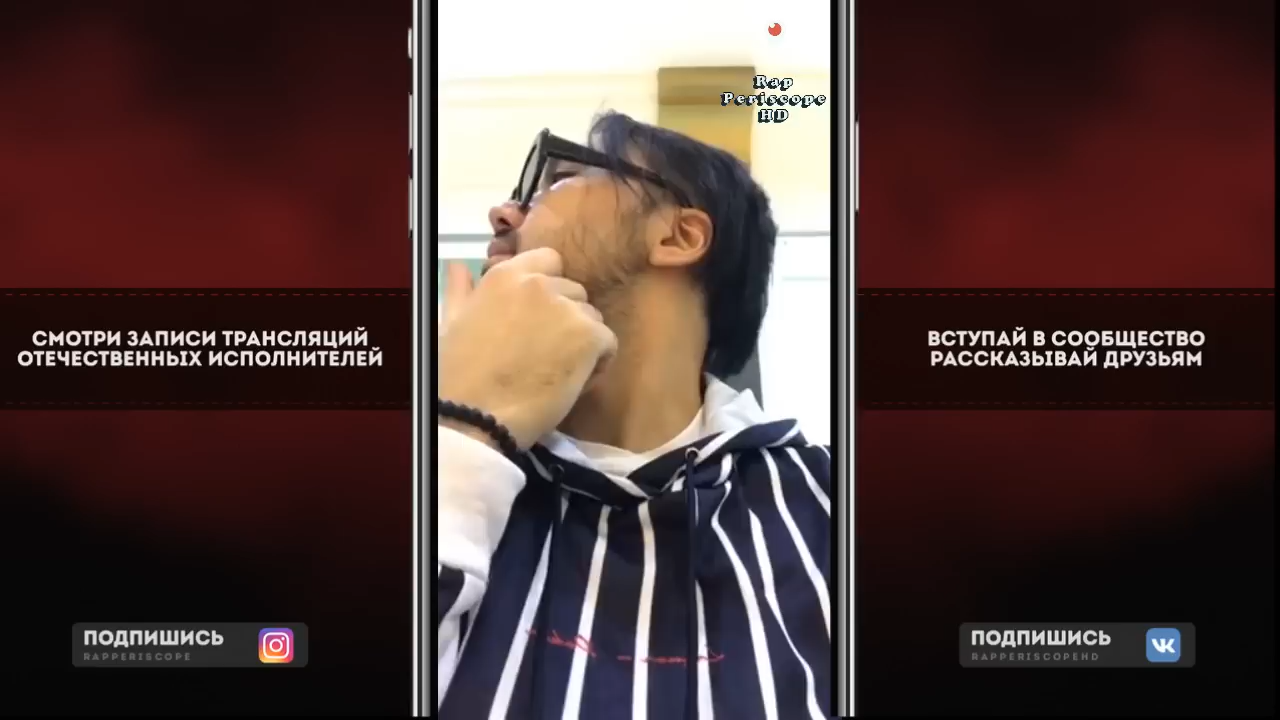 Rap
Periscope
HD
СМОТРИ ЗАПИСИ ТРАНСЛЯЦИЙ
ОТЕЧЕСТВЕННЫХ ИСПОЛНИТЕЛЕЙ
ВСТУПАЙ В СООБЩЕСТВО
РАССКАЗЫВАЙ ДРУЗЬЯМ
ПОДПИШИСЬ
RAPPERISCOPE
ПОДПИШИСЬ
RAPPERISCOPEHD